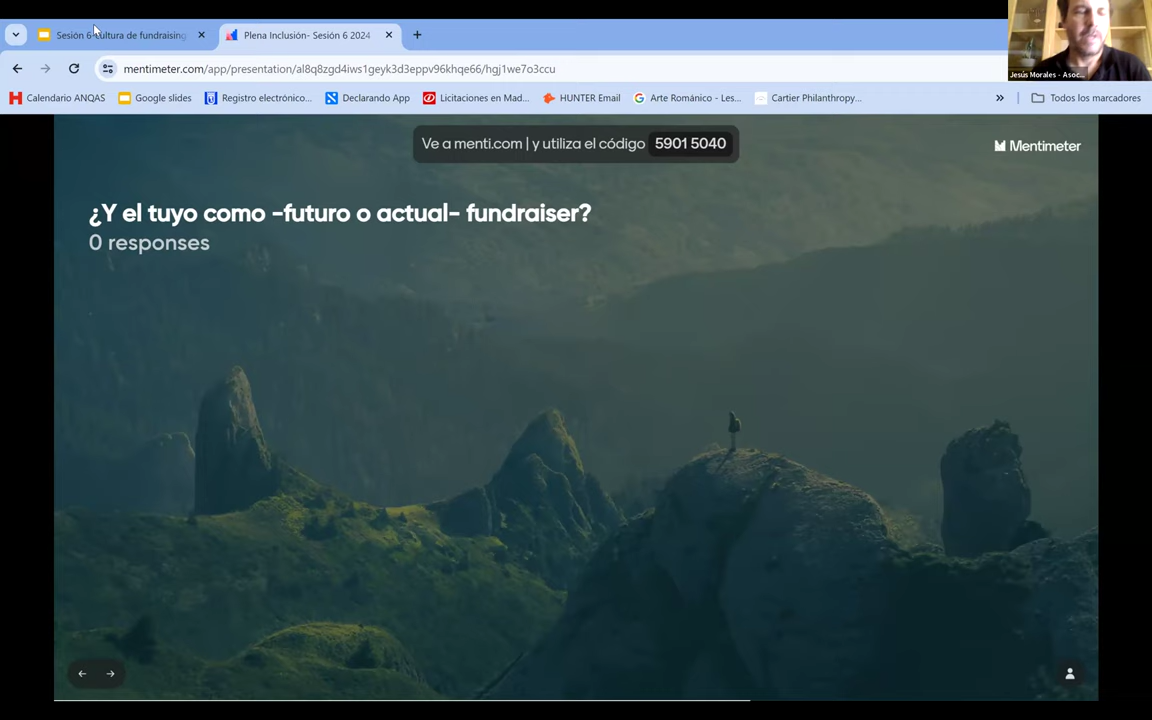 Sesión 6-Cultura de fundraising
Plena Inclusión- Sesión 6 2024
mentimeter.com/app/presentation/al8q8zgd4iws1geyk3d3eppv96khqe66/hgj1we7o3ccu
Calendario ANQAS
Google slides
Registro electrónico...
Declarando App
Licitaciones en Mad...
HUNTER Email
Arte Románico - Les...
Cartier Philanthropy...
Todos los marcadores
Jesús Morales - Asoc...
Ve a menti.com | y utiliza el código 5901 5040
Mentimeter
¿Y el tuyo como -futuro o actual- fundraiser?
0 responses